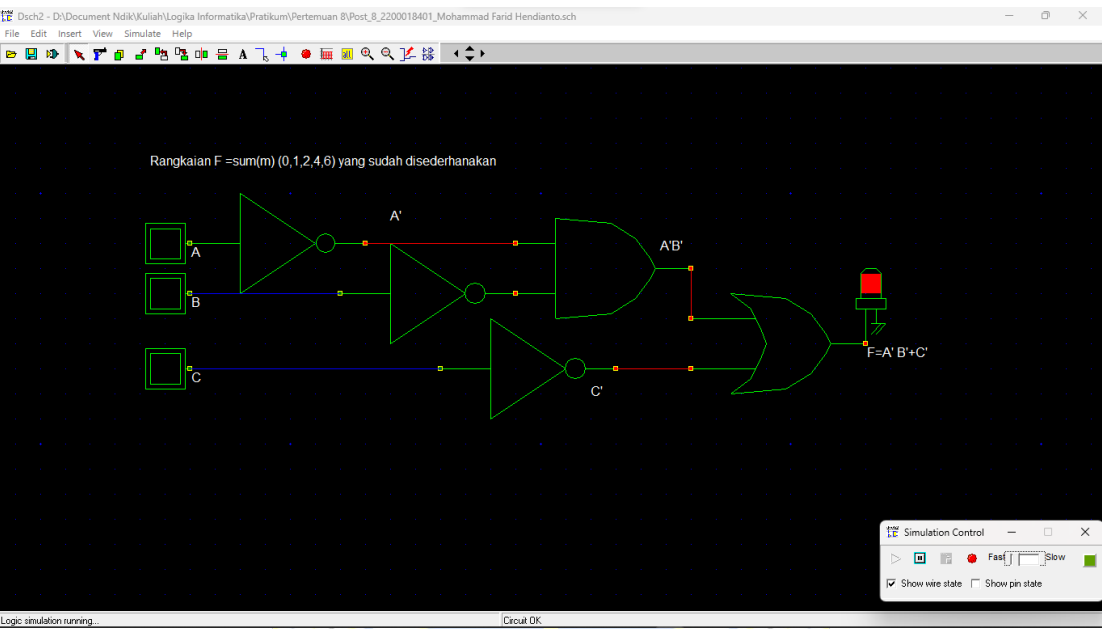 Dsch2 - D:\Document Ndik\Kuliah\Logika Informatika\Pratikum\Pertemuan 8\Post_8_2200018401_Mohammad Farid Hendianto.sch
File Edit Insert View Simulate Help
Rangkaian F =sum(m) (0,1,2,4,6) yang sudah disederhanakan
A'
A
A'B'
B
F=A' B'+C'
C
C'
Simulation Control
Fast Slow
Show wire state Show pin state
Logic simulation running... Circuit OK